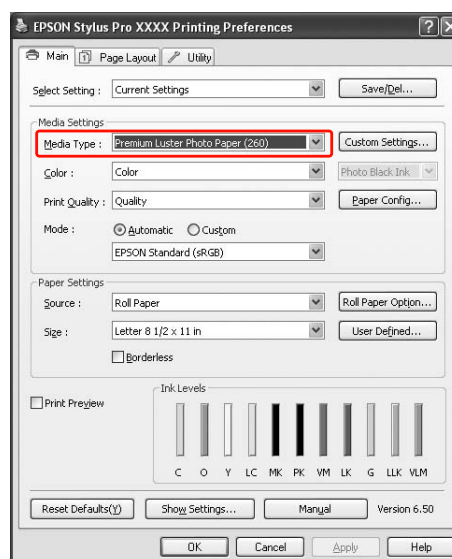 EPSON Stylus Pro XXXX Printing Preferences
Main Page Layout Utility
Select Setting : Current Settings Save/Del...
Media Settings
Media Type : Premium Luster Photo Paper (260) Custom Settings...
Color : Color Photo Black Ink
Print Quality : Quality Paper Config...
Mode : Automatic Custom
EPSON Standard (sRGB)
Paper Settings
Source : Roll Paper Roll Paper Option...
Size : Letter 8 1/2 x 11 in User Defined...
Borderless
Print Preview
Ink Levels
C O Y LC MK PK VM LK G LLK VLM
Reset Defaults(Y) Show Settings... Manual Version 6.50
OK Cancel Apply Help